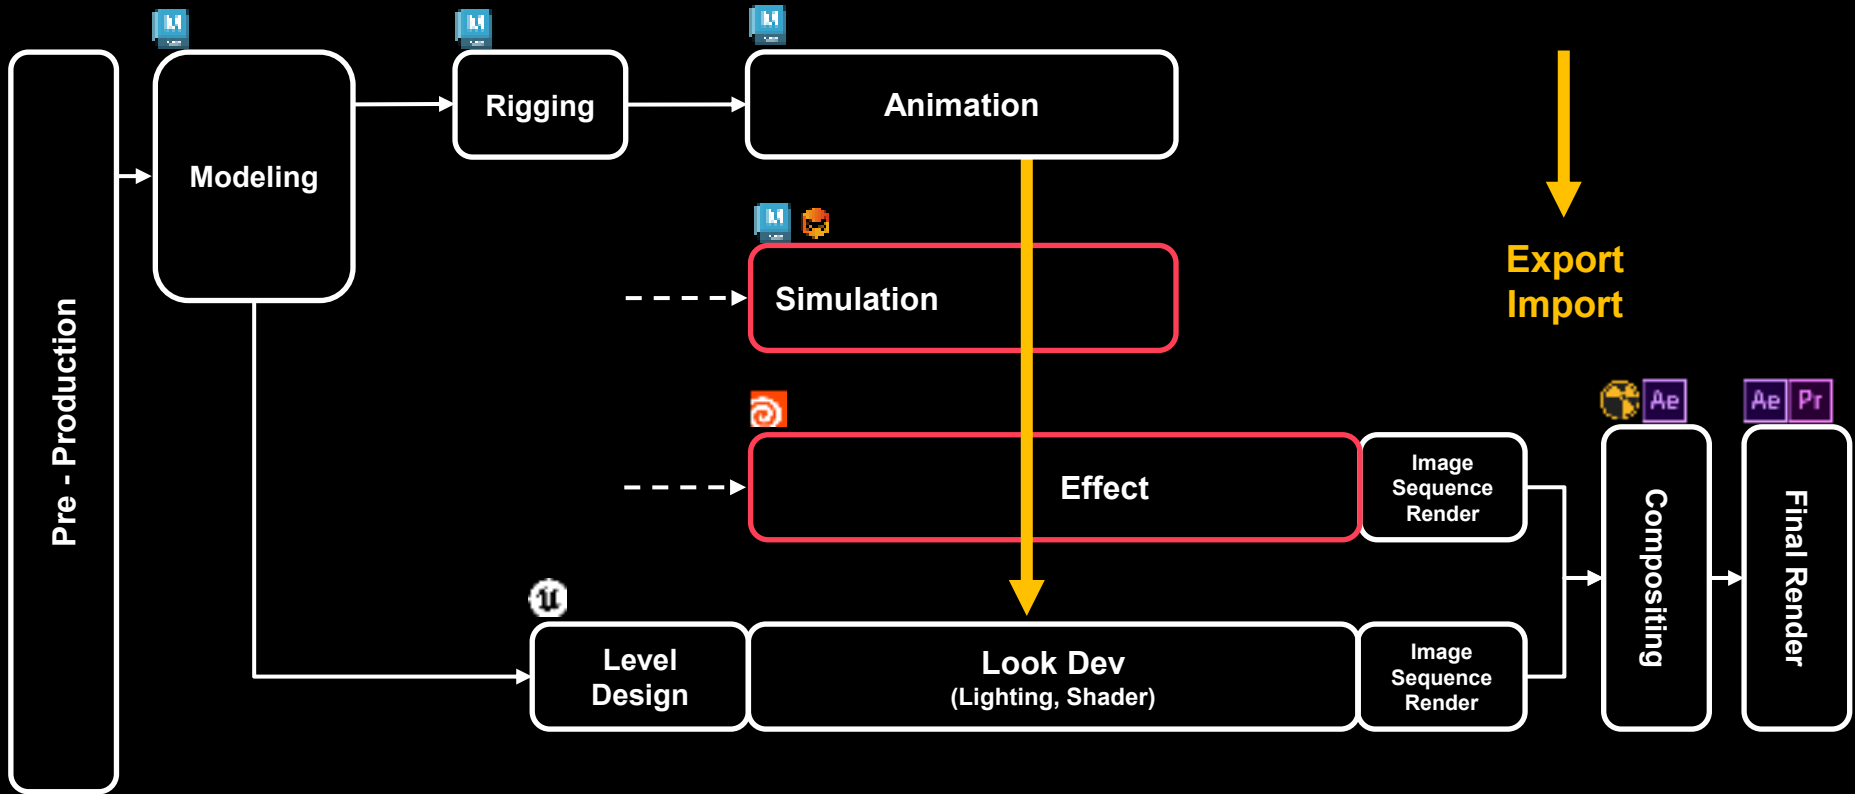 Pre - Production
Modeling
Rigging
Animation
Simulation
Effect
Image
Sequence
Render
Level
Design
Look Dev
(Lighting, Shader)
Image
Sequence
Render
Export
Import
Ae
Compositing
Ae
Pr
Final Render